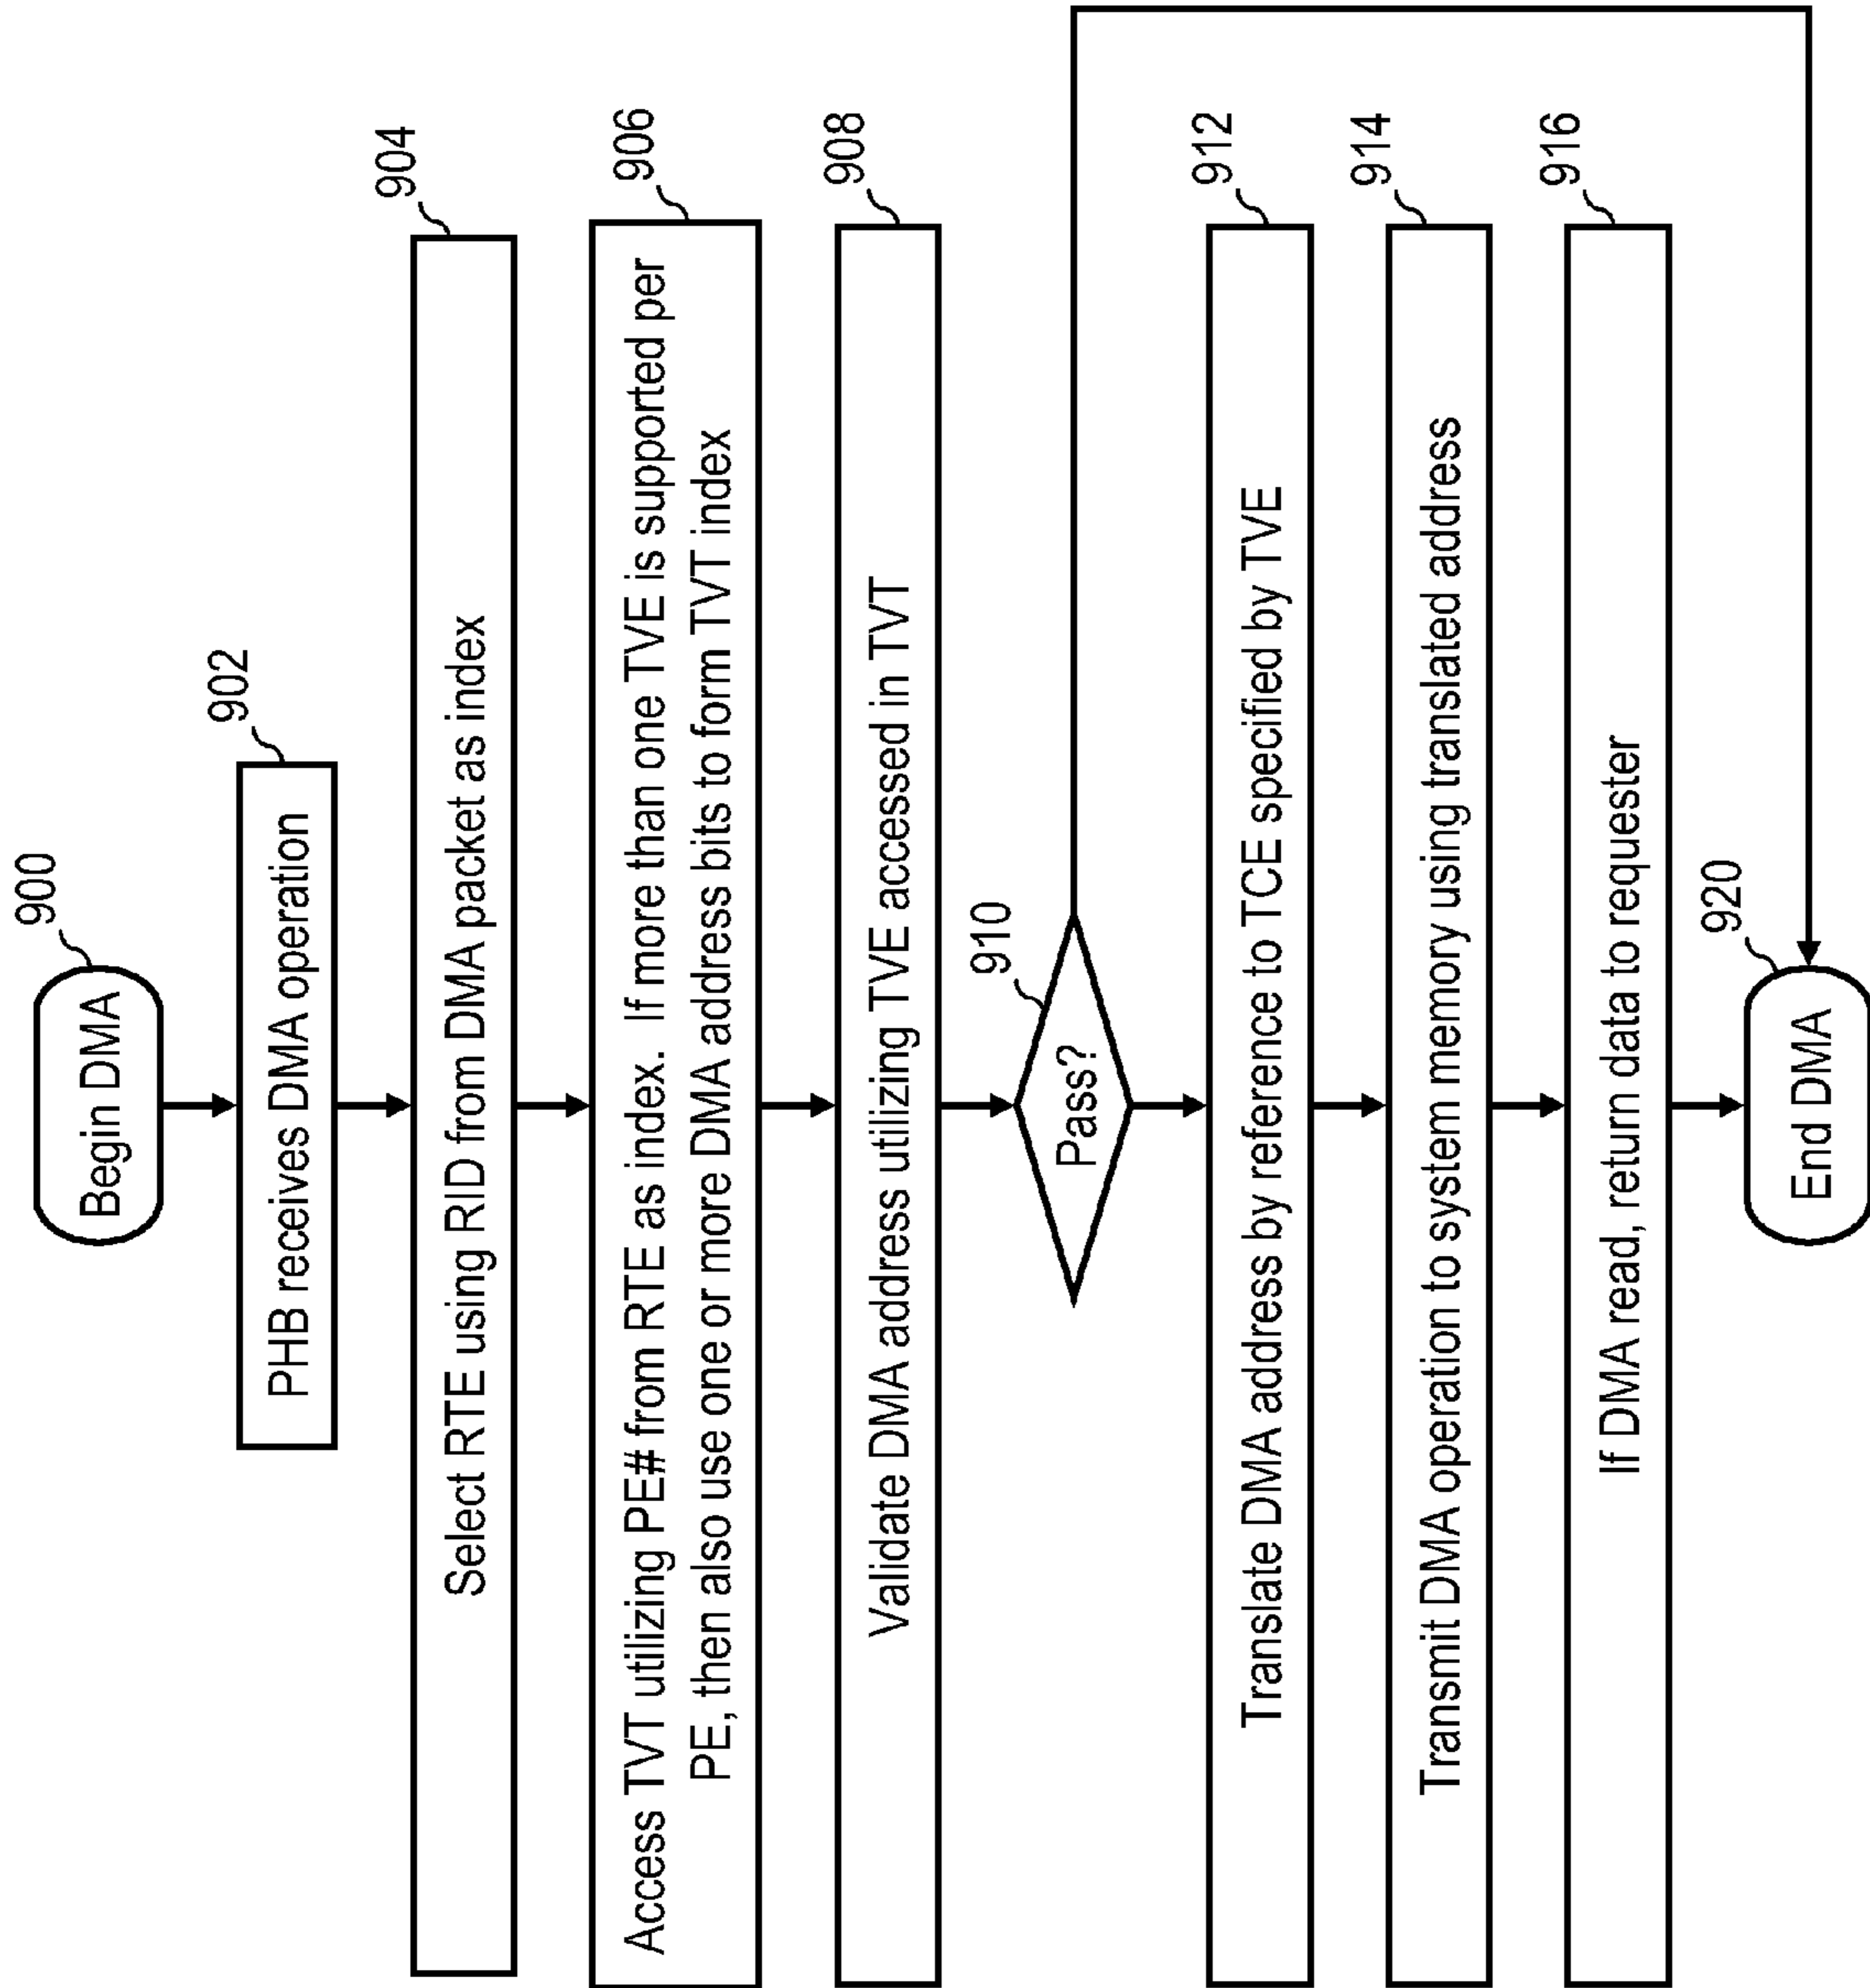 900
Begin DMA
902
PHB receives DMA operation
904
Select RTE using RID from DMA packet as index
906
Access TVT utilizing PE# from RTE as index. If more than one TVE is supported per
PE, then also use one or more DMA address bits to form TVT index
908
Validate DMA address utilizing TVE accessed in TVT
910
Pass?
912
Translate DMA address by reference to TCE specified by TVE
914
Transmit DMA operation to system memory using translated address
916
If DMA read, return data to requester
920
End DMA